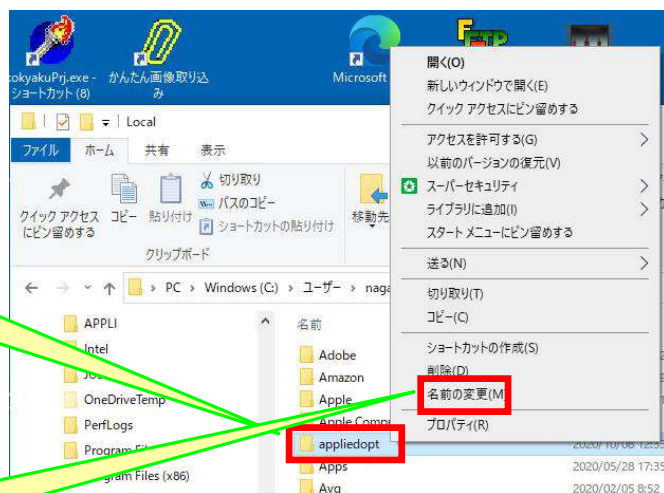 okyakuPrj.exe -
ショートカット (8)
かんたん画像取り込
み
Microsoft
Local
ファイル ホーム 共有 表示
クイック アクセス
にピン留めする
コピー
貼り付け
切り取り
パスのコピー
ショートカットの貼り付け
移動先
クリップボード
PC > Windows (C:) > ユーザー > naga
APPLI
Intel
OneDriveTemp
PerfLogs
Program Files
Program Files (x86)
名前
Adobe
Amazon
Apple
Apple Comp
appliedopt
Apps
Avg
開く(O)
新しいウィンドウで開く(E)
クイック アクセスにピン留めする
アクセスを許可する(G)
以前のバージョンの復元(V)
スーパーセキュリティ
ライブラリに追加(I)
スタート メニューにピン留めする
送る(N)
切り取り(T)
コピー(C)
ショートカットの作成(S)
削除(D)
名前の変更(M
プロパティ(R)
2020/05/28 17:35
2020/02/05 8:52